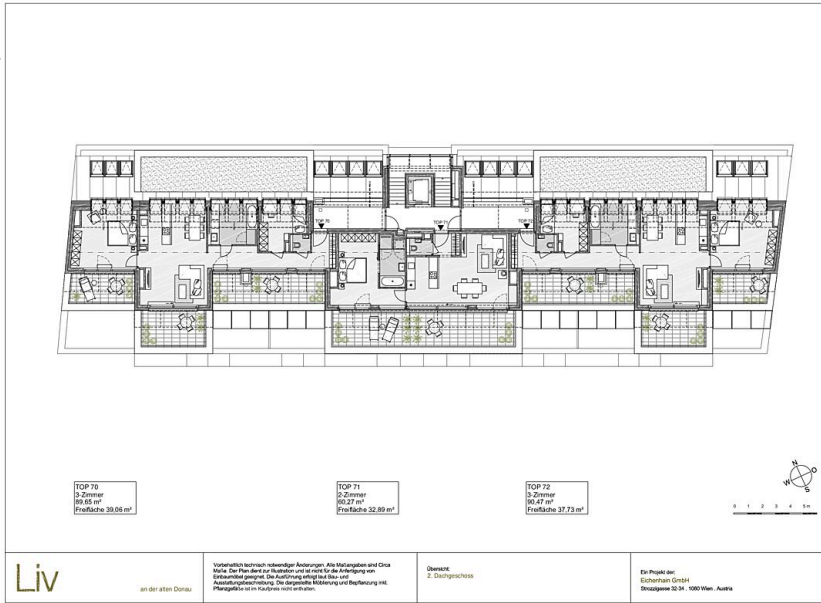 TOP 70
TOP 71
TOP 72
TOP 70
3-Zimmer
89,65 m²
Freifläche 39,06 m²
TOP 71
2-Zimmer
60,27 m²
Freifläche 32,89 m²
TOP 72
3-Zimmer
90,47 m²
Freifläche 37,73 m²
N
W O
S
0 1 2 3 4 5m
Liv
an der alten Donau
Vorbehaltlich technisch notwendiger Änderungen. Alle Maßangaben sind Circa
Maße. Der Plan dient zur Illustration und ist nicht für die Anfertigung von
Einbaumöbel geeignet. Die Ausführung erfolgt laut Bau- und
Ausstattungsbeschreibung. Die dargestellte Möblierung und Bepflanzung inkl.
Pflanzgefäße ist im Kaufpreis nicht enthalten.
Übersicht:
2. Dachgeschoss
Ein Projekt der:
Eichenhain GmbH
Strozzigasse 32-34 . 1080 Wien . Austria